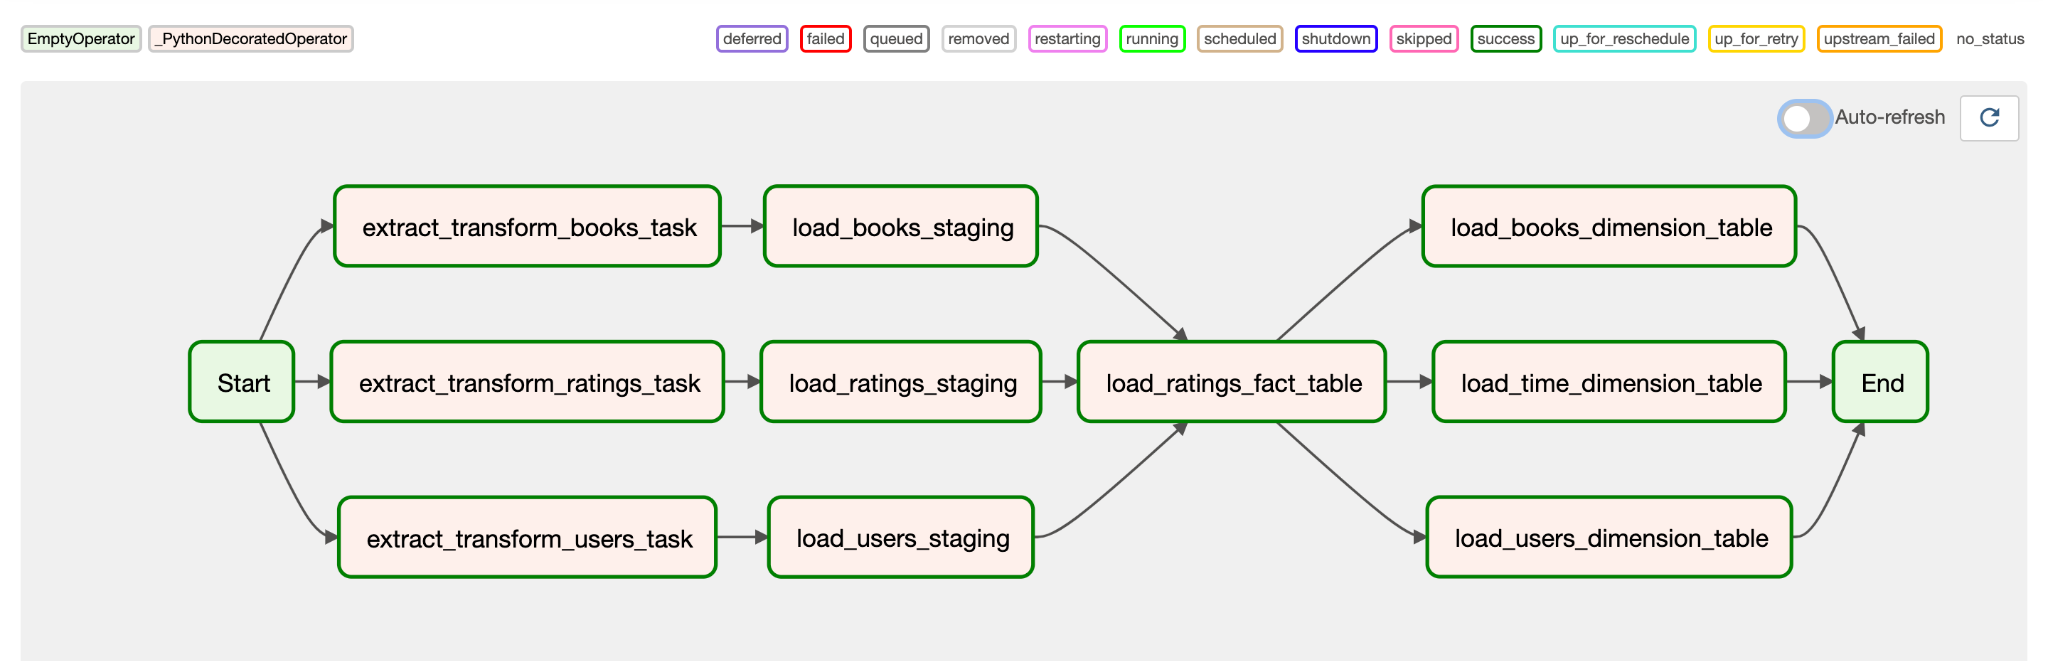 EmptyOperator _PythonDecoratedOperator deferred failed queued removed restarting running scheduled shutdown skipped success up_for_reschedule up_for_retry upstream_failed no_status
Auto-refresh
extract_transform_books_task load_books_staging load_books_dimension_table
Start extract_transform_ratings_task load_ratings_staging load_ratings_fact_table load_time_dimension_table End
extract_transform_users_task load_users_staging load_users_dimension_table